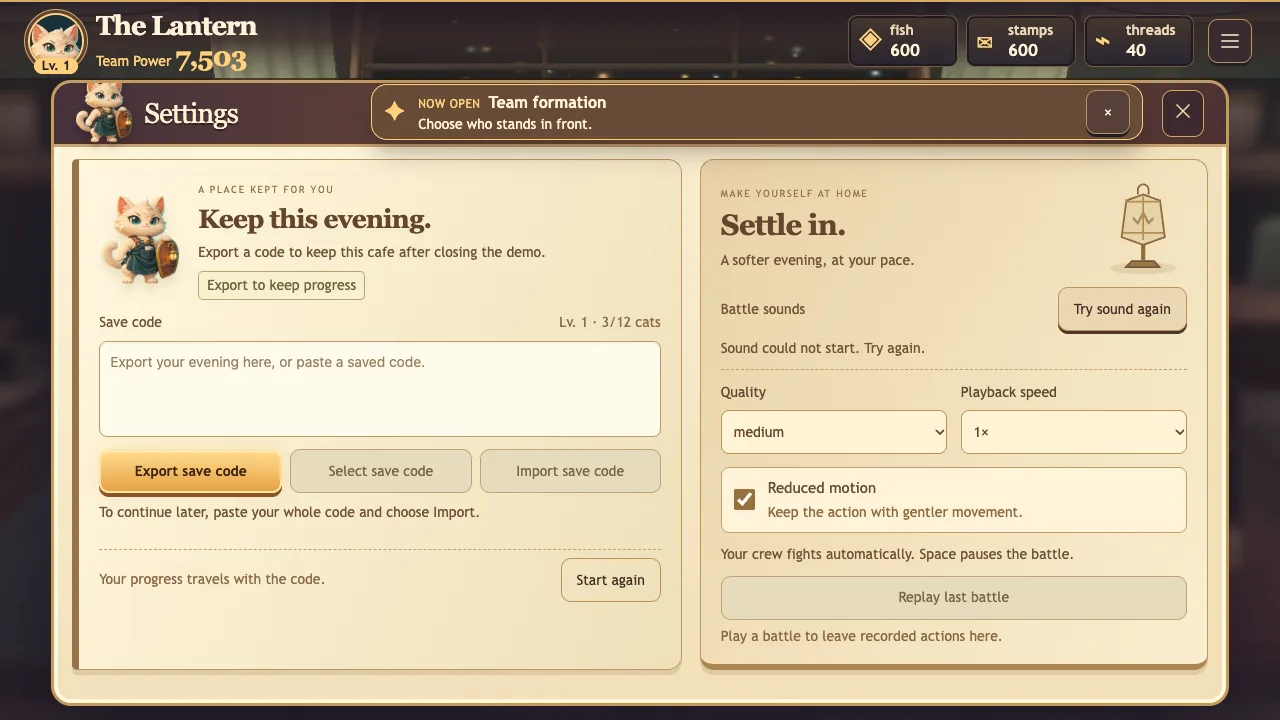 The Lantern
Team Power 7,503
Lv. 1
fish
600
stamps
600
threads
40
Settings
NOW OPEN Team formation
Choose who stands in front.
×
A PLACE KEPT FOR YOU
Keep this evening.
Export a code to keep this cafe after closing the demo.
Export to keep progress
Save code
Lv. 1 · 3/12 cats
Export your evening here, or paste a saved code.
Export save code
Select save code
Import save code
To continue later, paste your whole code and choose Import.
Your progress travels with the code.
Start again
MAKE YOURSELF AT HOME
Settle in.
A softer evening, at your pace.
Battle sounds
Try sound again
Sound could not start. Try again.
Quality
Playback speed
medium
1×
Reduced motion
Keep the action with gentler movement.
Your crew fights automatically. Space pauses the battle.
Replay last battle
Play a battle to leave recorded actions here.